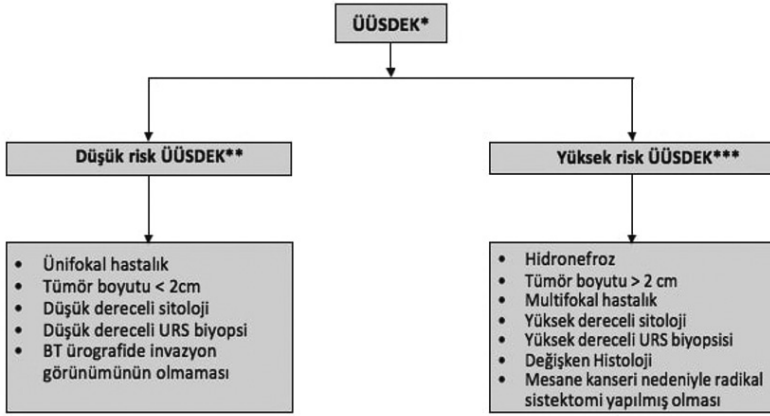 ÜÜSDEK*
Düşük risk ÜÜSDEK**
Yüksek risk ÜÜSDEK***
• Ünifokal hastalık
• Tümör boyutu < 2cm
• Düşük dereceli sitoloji
• Düşük dereceli URS biyopsi
• BT ürografide invazyon
görünümünün olmaması
• Hidronefroz
• Tümör boyutu > 2 cm
• Multifokal hastalık
• Yüksek dereceli sitoloji
• Yüksek dereceli URS biyopsisi
• Değişken Histoloji
• Mesane kanseri nedeniyle radikal
sistektomi yapılmış olması